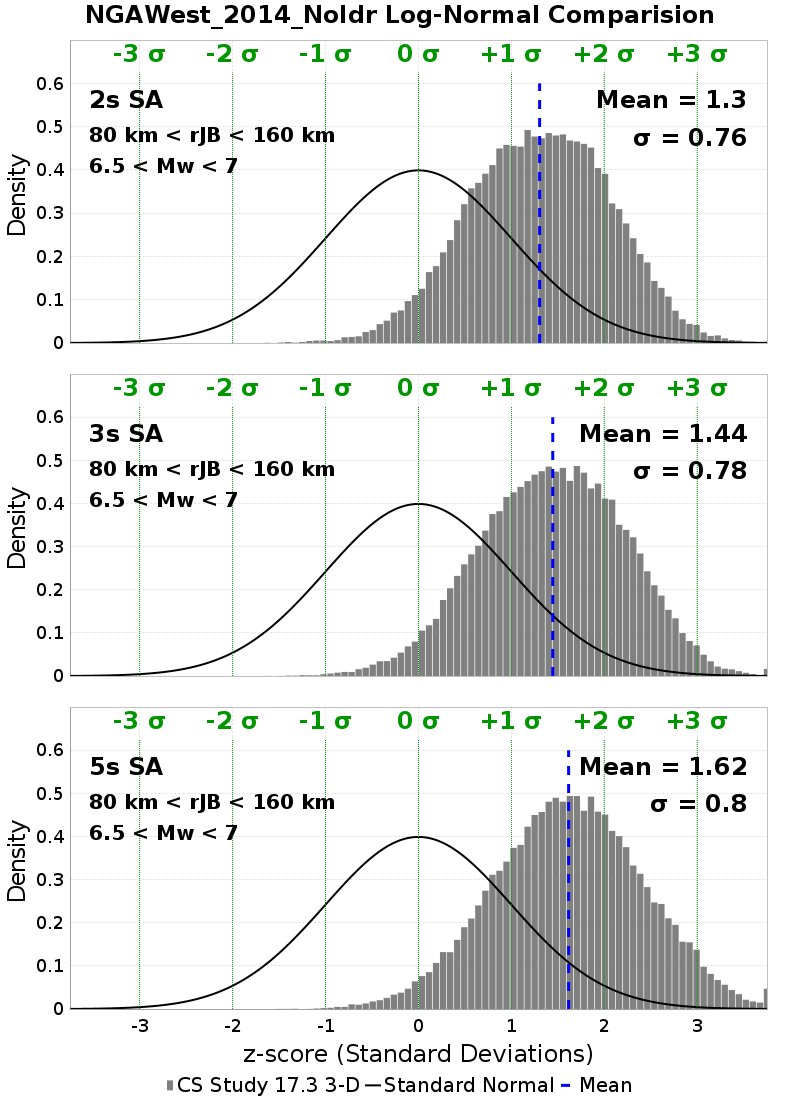 NGAWest_2014_NoIdr Log-Normal Comparision
-3 σ -2 σ -1 σ 0 σ +1 σ +2 σ +3 σ
0.6
2s SA Mean = 1.3
0.5
80 km < rJB < 160 km σ = 0.76
0.4
6.5 < Mw < 7
0.3
0.2
0.1
0
Density
-3 σ -2 σ -1 σ 0 σ +1 σ +2 σ +3 σ
0.6
3s SA Mean = 1.44
0.5
80 km < rJB < 160 km σ = 0.78
0.4
6.5 < Mw < 7
0.3
0.2
0.1
0
Density
-3 σ -2 σ -1 σ 0 σ +1 σ +2 σ +3 σ
0.6
5s SA Mean = 1.62
0.5
80 km < rJB < 160 km σ = 0.8
0.4
6.5 < Mw < 7
0.3
0.2
0.1
0
Density
-3 -2 -1 0 1 2 3
z-score (Standard Deviations)
CS Study 17.3 3-D Standard Normal Mean